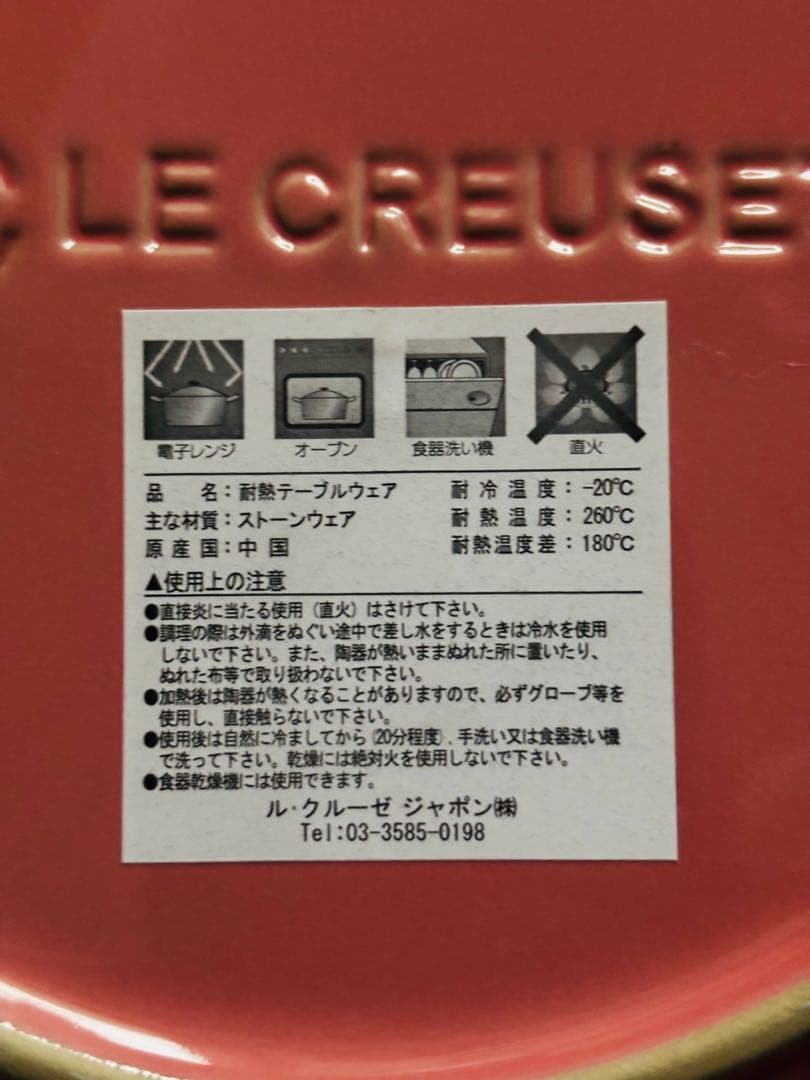 LE CREUSE
電子レンジ オーブン 食器洗い機 直火
品　名：耐熱テーブルウェア 耐冷温度：-20℃
主な材質：ストーンウェア 耐熱温度：260℃
原産国：中国 耐熱温度差：180℃
▲使用上の注意
●直接炎に当たる使用（直火）はさけて下さい。
●調理の際は外滴をぬぐい途中で差し水をするときは冷水を使用
しないで下さい。また、陶器が熱いままぬれた所に置いたり、
ぬれた布等で取り扱わないで下さい。
●加熱後は陶器が熱くなることがありますので、必ずグローブ等を
使用し、直接触らないで下さい。
●使用後は自然に冷ましてから（20分程度）、手洗い又は食器洗い機
で洗って下さい。乾燥には絶対火を使用しないで下さい。
●食器乾燥機には使用できます。
ル・クルーゼ ジャポン㈱
Tel:03-3585-0198